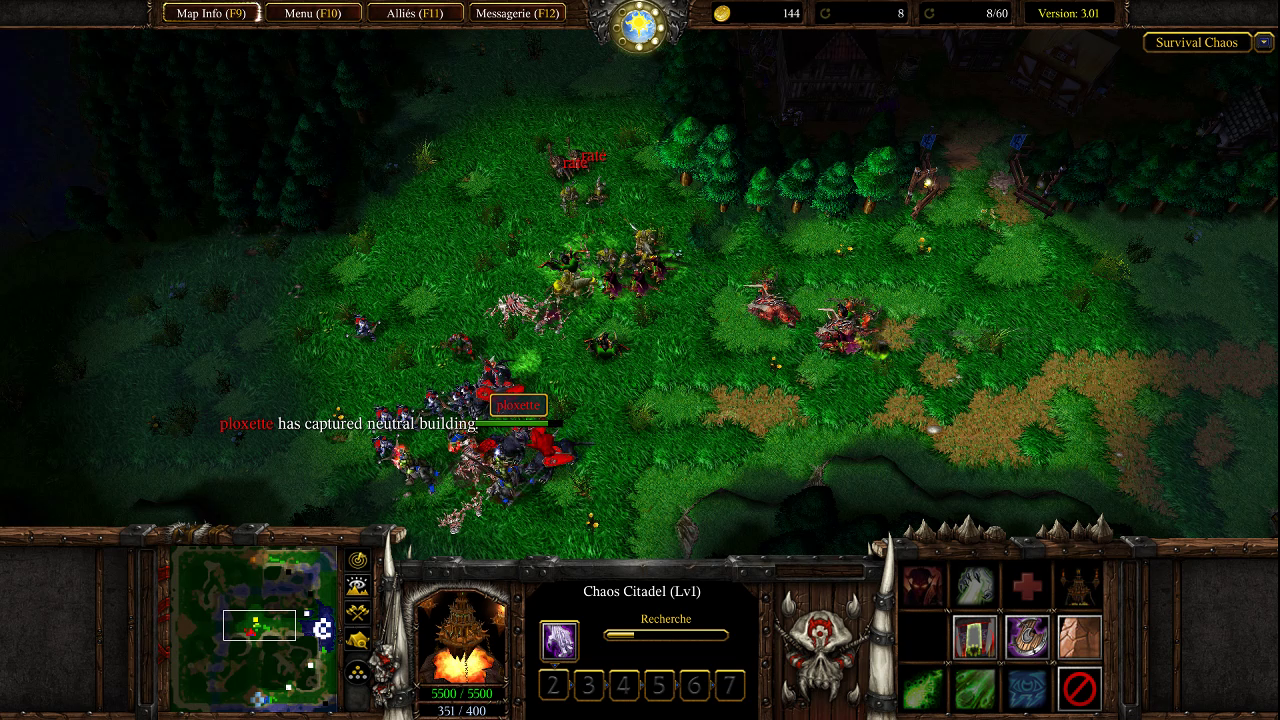 Map Info (F9) Menu (F10) Alliés (F11) Messagerie (F12) 144 8 8/60 Version: 3.01
Survival Chaos
rate
rate
ploxette
ploxette has captured neutral building.
Chaos Citadel (Lv1)
Recherche
2 3 4 5 6 7
5500 / 5500
351 / 400